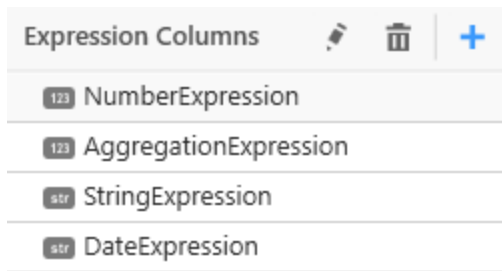 Expression Columns
123 NumberExpression
123 AggregationExpression
str StringExpression
str DateExpression